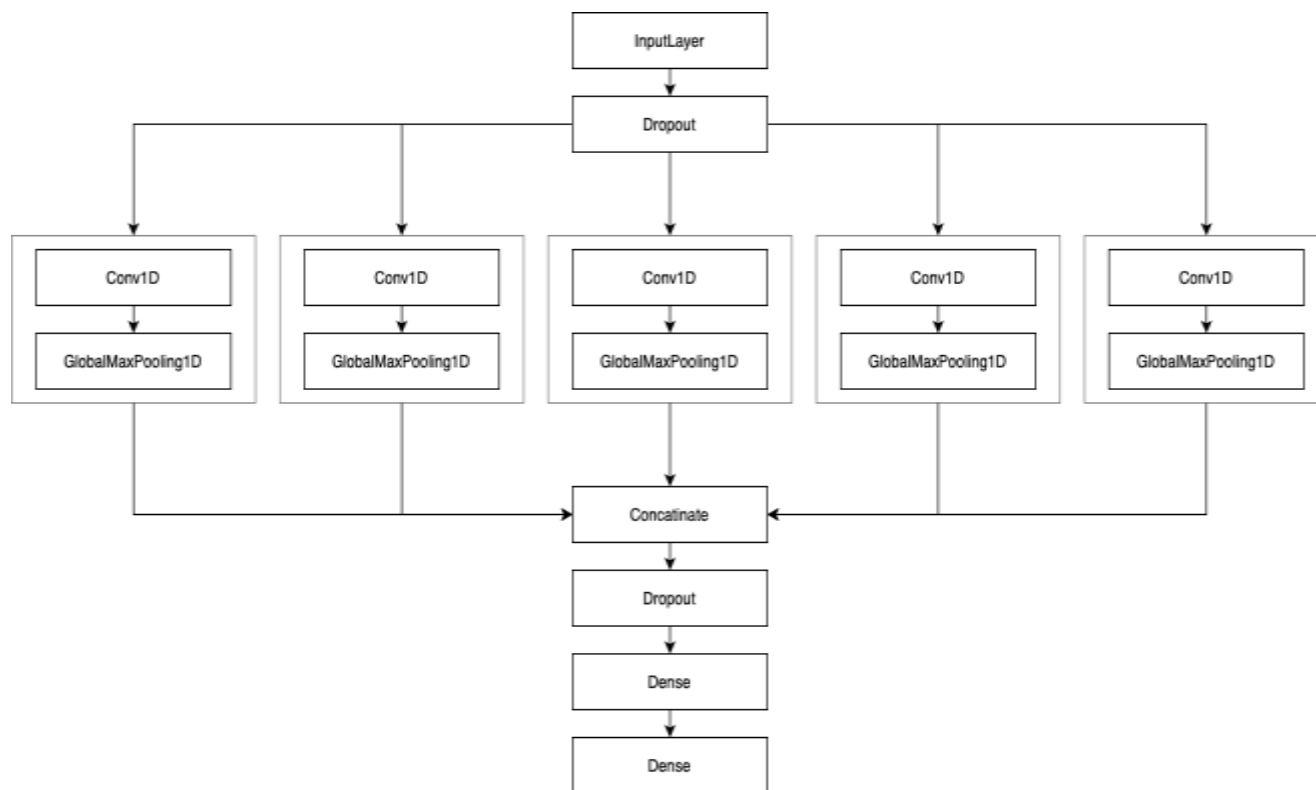 InputLayer
Dropout
Conv1D Conv1D Conv1D Conv1D Conv1D
GlobalMaxPooling1D GlobalMaxPooling1D GlobalMaxPooling1D GlobalMaxPooling1D GlobalMaxPooling1D
Concatinate
Dropout
Dense
Dense